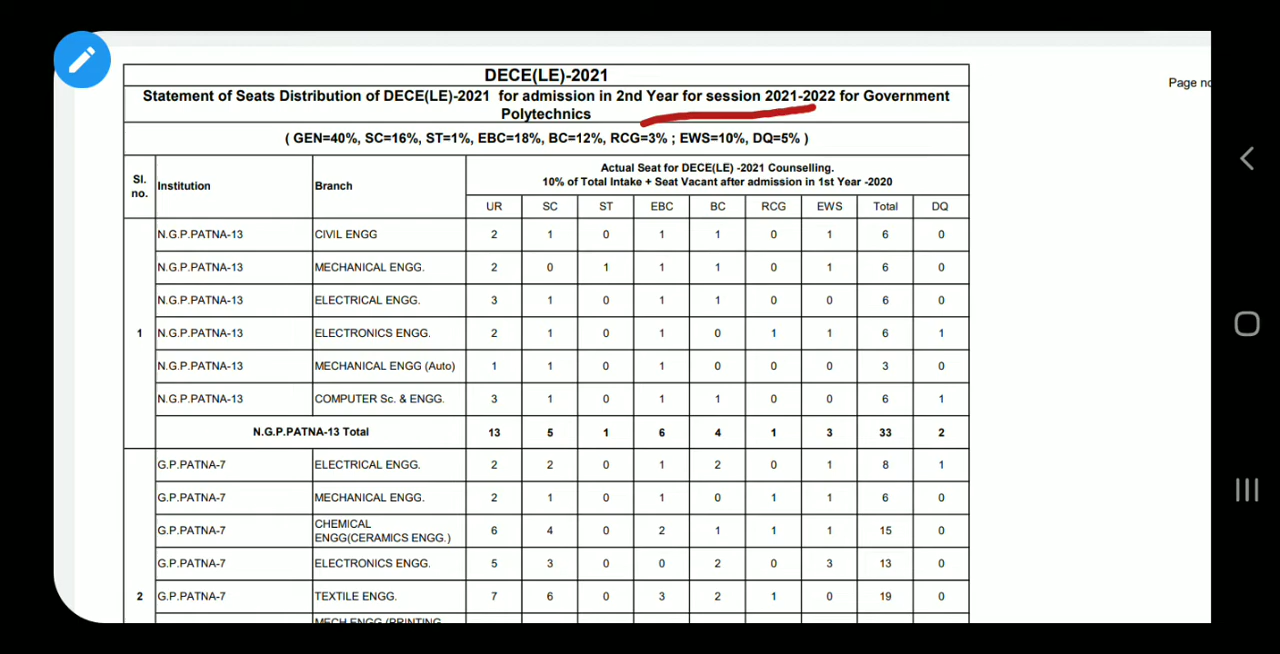 Page no
DECE(LE)-2021
Statement of Seats Distribution of DECE(LE)-2021 for admission in 2nd Year for session 2021-2022 for Government
Polytechnics
( GEN=40%, SC=16%, ST=1%, EBC=18%, BC=12%, RCG=3% ; EWS=10%, DQ=5% )
Sl. no. Institution Branch
Actual Seat for DECE(LE) -2021 Counselling.
10% of Total Intake + Seat Vacant after admission in 1st Year -2020
UR SC ST EBC BC RCG EWS Total DQ
N.G.P.PATNA-13 CIVIL ENGG 2 1 0 1 1 0 1 6 0
N.G.P.PATNA-13 MECHANICAL ENGG. 2 0 1 1 1 0 1 6 0
N.G.P.PATNA-13 ELECTRICAL ENGG. 3 1 0 1 1 0 0 6 0
1 N.G.P.PATNA-13 ELECTRONICS ENGG. 2 1 0 1 0 1 1 6 1
N.G.P.PATNA-13 MECHANICAL ENGG (Auto) 1 1 0 1 0 0 0 3 0
N.G.P.PATNA-13 COMPUTER Sc. & ENGG. 3 1 0 1 1 0 0 6 1
N.G.P.PATNA-13 Total 13 5 1 6 4 1 3 33 2
G.P.PATNA-7 ELECTRICAL ENGG. 2 2 0 1 2 0 1 8 1
G.P.PATNA-7 MECHANICAL ENGG. 2 1 0 1 0 1 1 6 0
G.P.PATNA-7 CHEMICAL ENGG(CERAMICS ENGG.) 6 4 0 2 1 1 1 15 0
G.P.PATNA-7 ELECTRONICS ENGG. 5 3 0 0 2 0 3 13 0
2 G.P.PATNA-7 TEXTILE ENGG. 7 6 0 3 2 1 0 19 0
MECH ENGG (PRINTING